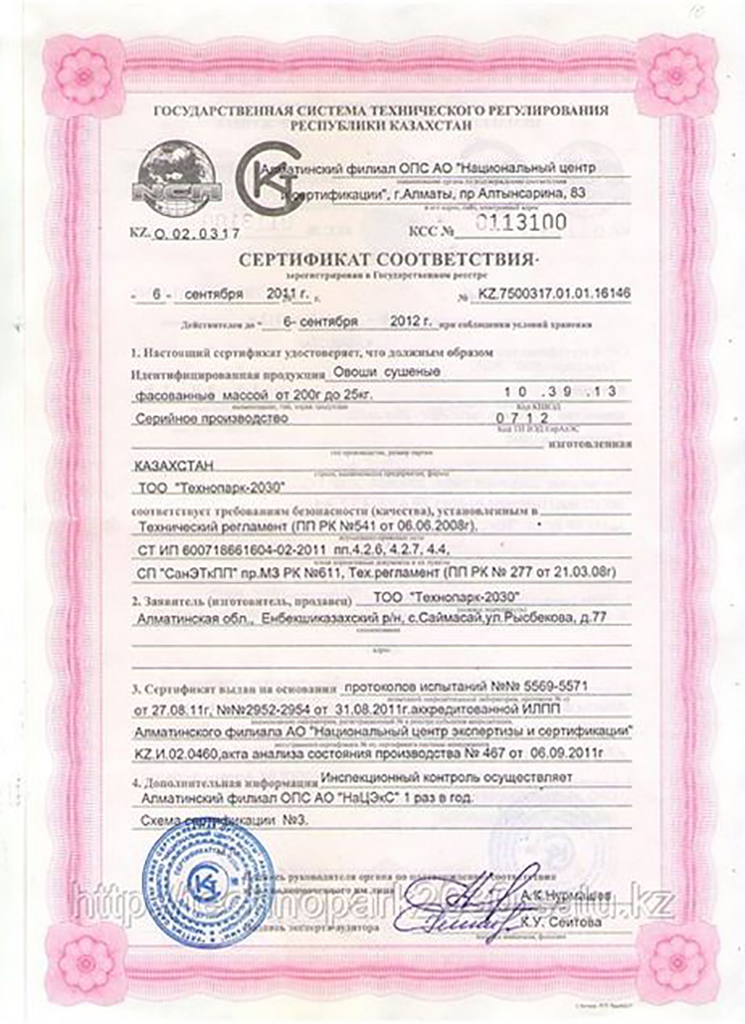 ГОСУДАРСТВЕННАЯ СИСТЕМА ТЕХНИЧЕСКОГО РЕГУЛИРОВАНИЯ
РЕСПУБЛИКИ КАЗАХСТАН
Алматинский филиал ОПС АО "Национальный центр
сертификации", г.Алматы, пр Алтынсарина, 83
KZ. О.02.0317
КСС № 0113100
СЕРТИФИКАТ СООТВЕТСТВИЯ
зарегистрирован в Государственном реестре
- 6 - сентября 2011 г. № KZ.7500317.01.01.16146
Действителен до - 6- сентября 2012 г. при соблюдении условий хранения
1. Настоящий сертификат удостоверяет, что должным образом
Идентифицированная продукция Овощи сушеные
фасованные массой от 200г до 25кг. 10 .39 .13
Код КПВЭД
Серийное производство 0712
Код ТН ВЭД ЕврАзЭС
изготовленная
КАЗАХСТАН
ТОО "Технопарк-2030"
соответствует требованиям безопасности (качества), установленным в
Технический регламент (ПП РК №541 от 06.06.2008г),
СТ ИП 600718661604-02-2011 пп,4.2.6, 4.2.7, 4.4,
СП "СанЭТкПП" пр.МЗ РК №611, Тех.регламент (ПП РК № 277 от 21.03.08г)
2. Заявитель (изготовитель, продавец) ТОО "Технопарк-2030"
Алматинская обл., Енбекшиказахский р/н, с.Саймасай,ул.Рысбекова, д.77
адрес
3. Сертификат выдан на основании протоколов испытаний №№ 5569-5571
от 27.08.11г, №№2952-2954 от 31.08.2011г.аккредитованной ИЛПП
Алматинского филиала АО "Национальный центр экспертизы и сертификации"
KZ.И.02.0460,акта анализа состояния производства № 467 от 06.09.2011г
4. Дополнительная информация Инспекционный контроль осуществляет
Алматинский филиал ОПС АО "НаЦЭкС" 1 раз в год.
Схема сертификации №3.
Подпись руководителя органа по подтверждению соответствия
уполномоченного им лица А.К.Нурмашев
Подпись эксперта-аудитора К.У. Сеитова
http://technopark2030.satu.kz